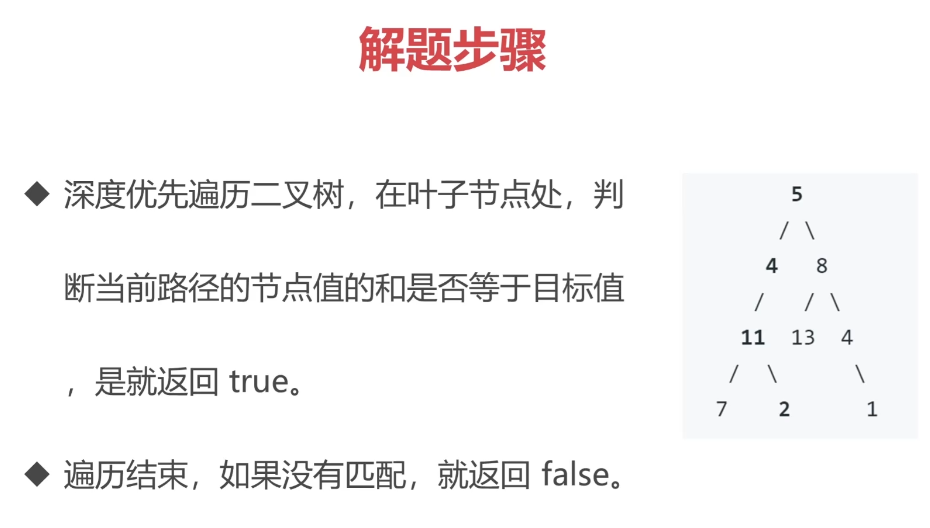 解题步骤
◆ 深度优先遍历二叉树，在叶子节点处，判
断当前路径的节点值的和是否等于目标值
，是就返回 true。
◆ 遍历结束，如果没有匹配，就返回 false。
5
/ \
4 8
/ / \
11 13 4
/ \ \
7 2 1